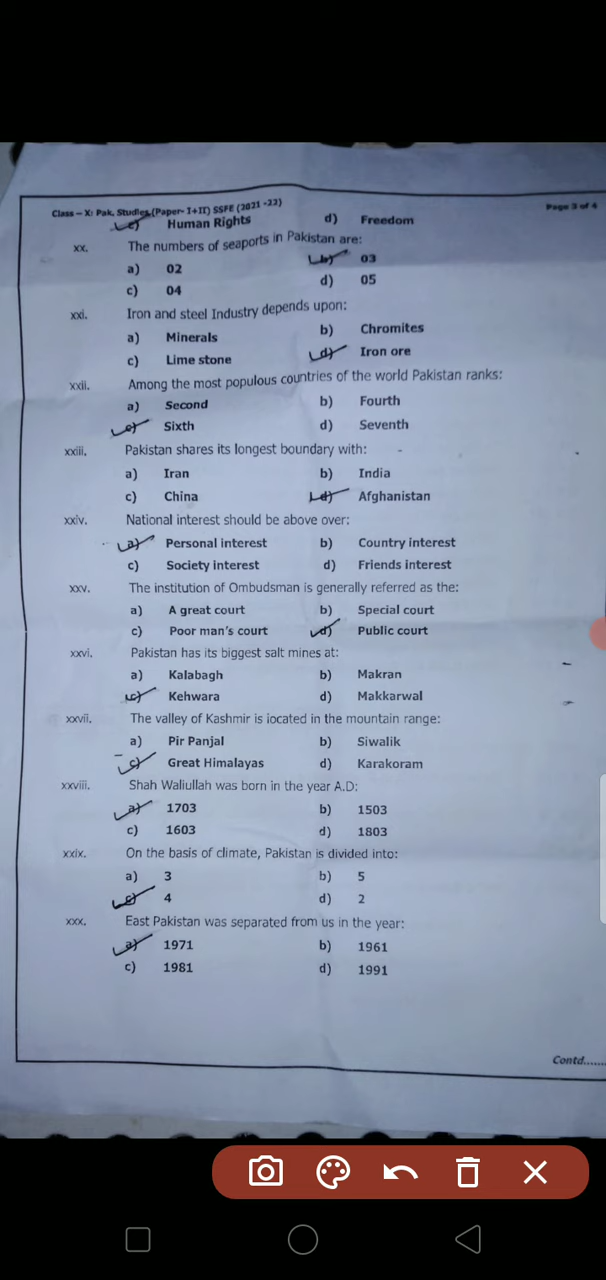 Class – X: Pak. Studies (Paper- I+II) SSPE (2021 -22) Page 3 of 4
c) Human Rights d) Freedom
xx. The numbers of seaports in Pakistan are:
a) 02 b) 03
c) 04 d) 05
xxi. Iron and steel Industry depends upon:
a) Minerals b) Chromites
c) Lime stone d) Iron ore
xxii. Among the most populous countries of the world Pakistan ranks:
a) Second b) Fourth
c) Sixth d) Seventh
xxiii. Pakistan shares its longest boundary with:
a) Iran b) India
c) China d) Afghanistan
xxiv. National interest should be above over:
a) Personal interest b) Country interest
c) Society interest d) Friends interest
xxv. The institution of Ombudsman is generally referred as the:
a) A great court b) Special court
c) Poor man's court d) Public court
xxvi. Pakistan has its biggest salt mines at:
a) Kalabagh b) Makran
c) Kehwara d) Makkarwal
xxvii. The valley of Kashmir is located in the mountain range:
a) Pir Panjal b) Siwalik
c) Great Himalayas d) Karakoram
xxviii. Shah Waliullah was born in the year A.D:
a) 1703 b) 1503
c) 1603 d) 1803
xxix. On the basis of climate, Pakistan is divided into:
a) 3 b) 5
c) 4 d) 2
xxx. East Pakistan was separated from us in the year:
a) 1971 b) 1961
c) 1981 d) 1991
Contd......